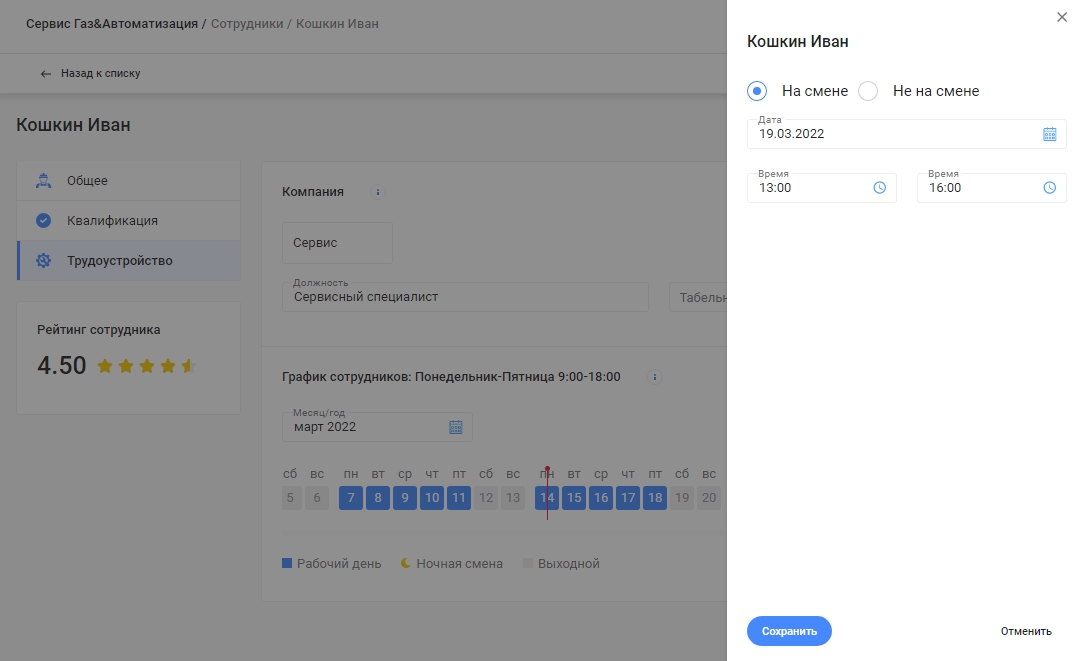 Сервис Газ&Автоматизация / Сотрудники / Кошкин Иван
Назад к списку
Кошкин Иван
Общее
Квалификация
Трудоустройство
Рейтинг сотрудника
4.50
Компания
Сервис
Должность
Сервисный специалист
Табельн
График сотрудников: Понедельник-Пятница 9:00-18:00
Месяц/год
март 2022
сб вс пн вт ср чт пт сб вс пн вт ср чт пт сб вс
5 6 7 8 9 10 11 12 13 14 15 16 17 18 19 20
Рабочий день Ночная смена Выходной
Кошкин Иван
На смене Не на смене
Дата
19.03.2022
Время Время
13:00 16:00
Сохранить Отменить